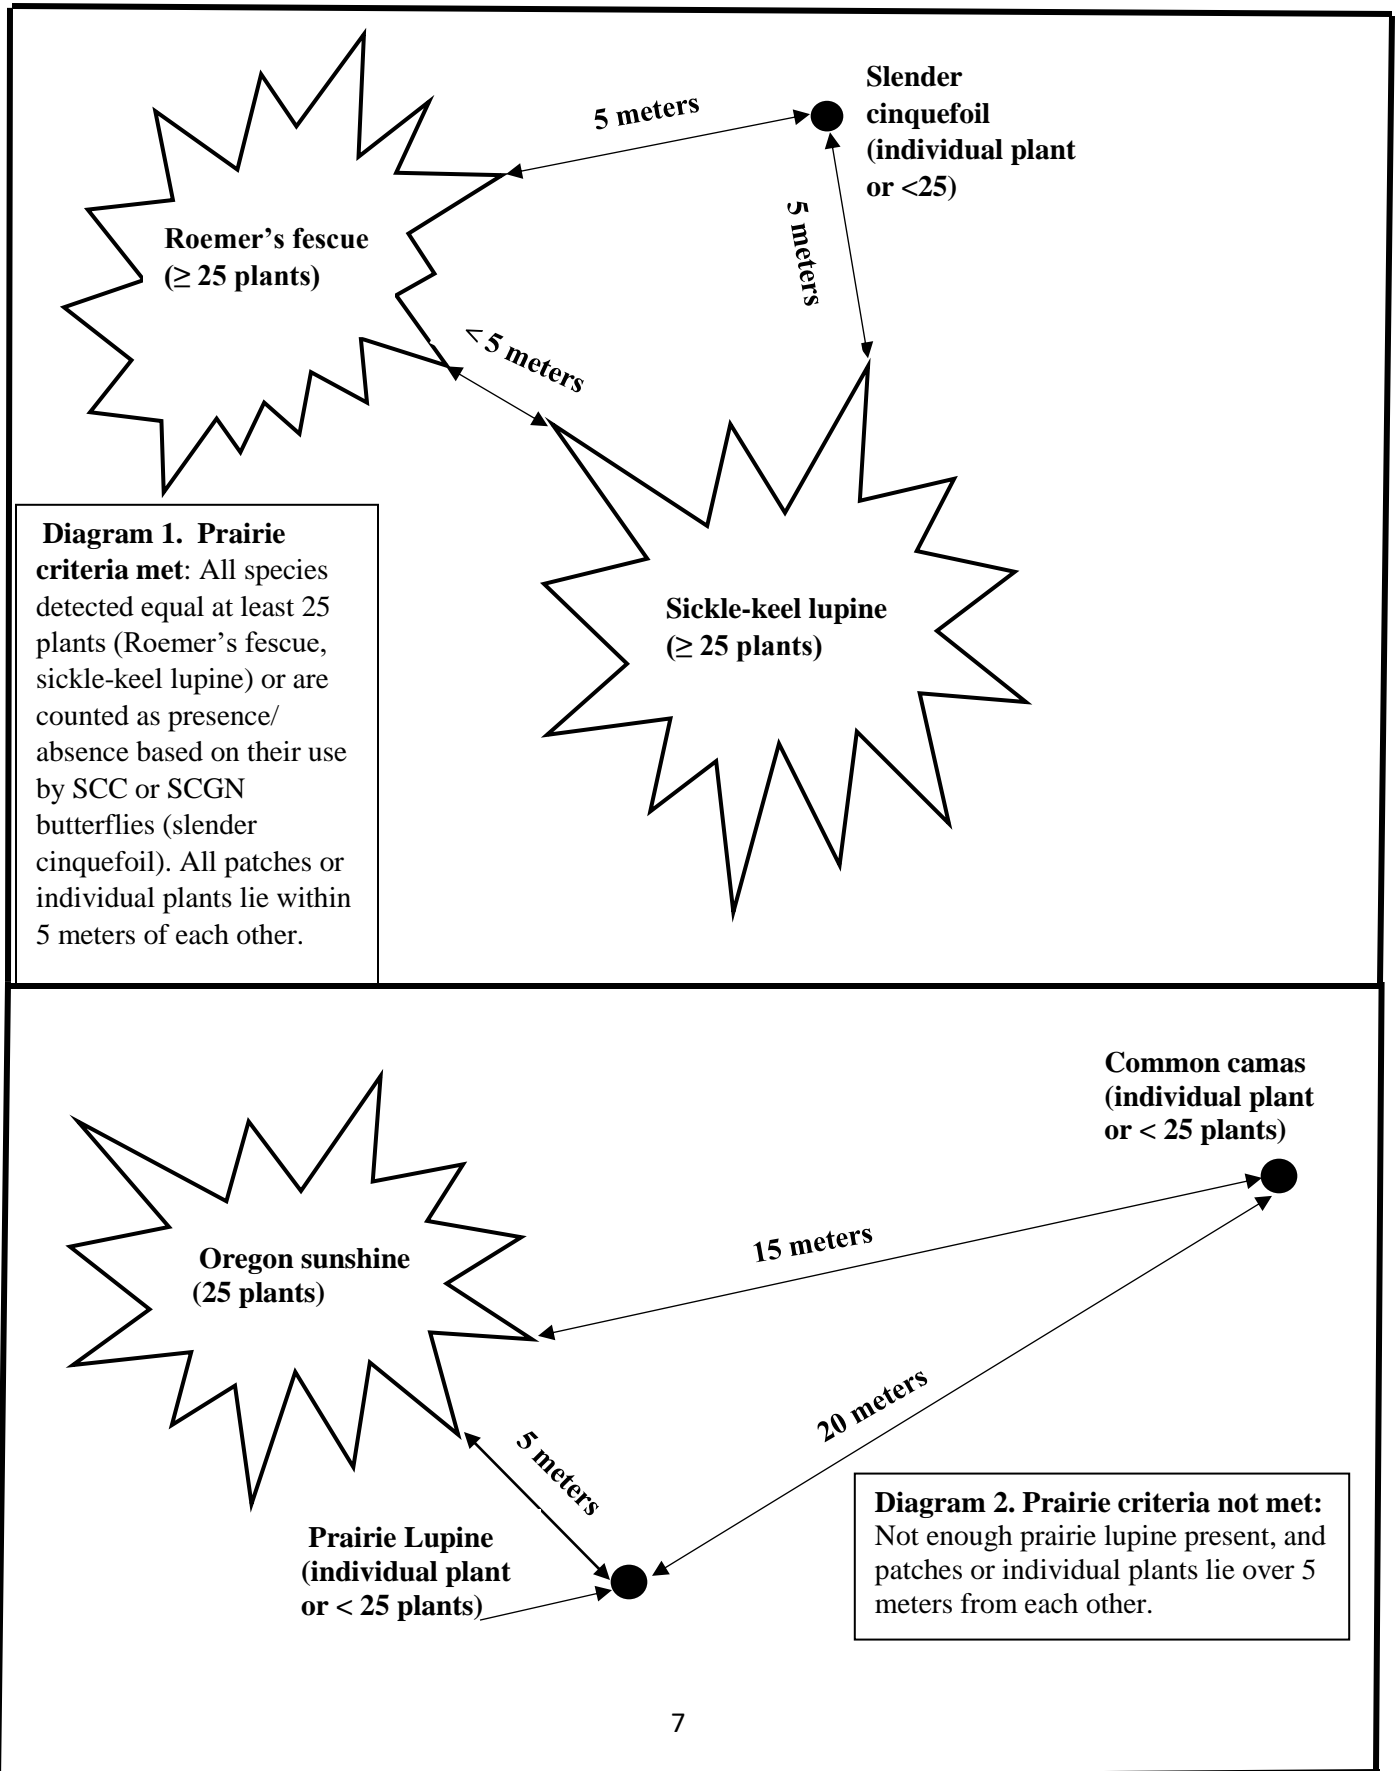 5 meters
Slender
cinquefoil
(individual plant
or <25)
5 meters
Roemer's fescue
(≥ 25 plants)
< 5 meters
Diagram 1.  Prairie
criteria met: All species
detected equal at least 25
plants (Roemer's fescue,
sickle-keel lupine) or are
counted as presence/
absence based on their use
by SCC or SCGN
butterflies (slender
cinquefoil). All patches or
individual plants lie within
5 meters of each other.
Sickle-keel lupine
(≥ 25 plants)
Common camas
(individual plant
or < 25 plants)
Oregon sunshine
(25 plants)
15 meters
20 meters
5 meters
Prairie Lupine
(individual plant
or < 25 plants)
Diagram 2. Prairie criteria not met:
Not enough prairie lupine present, and
patches or individual plants lie over 5
meters from each other.
7